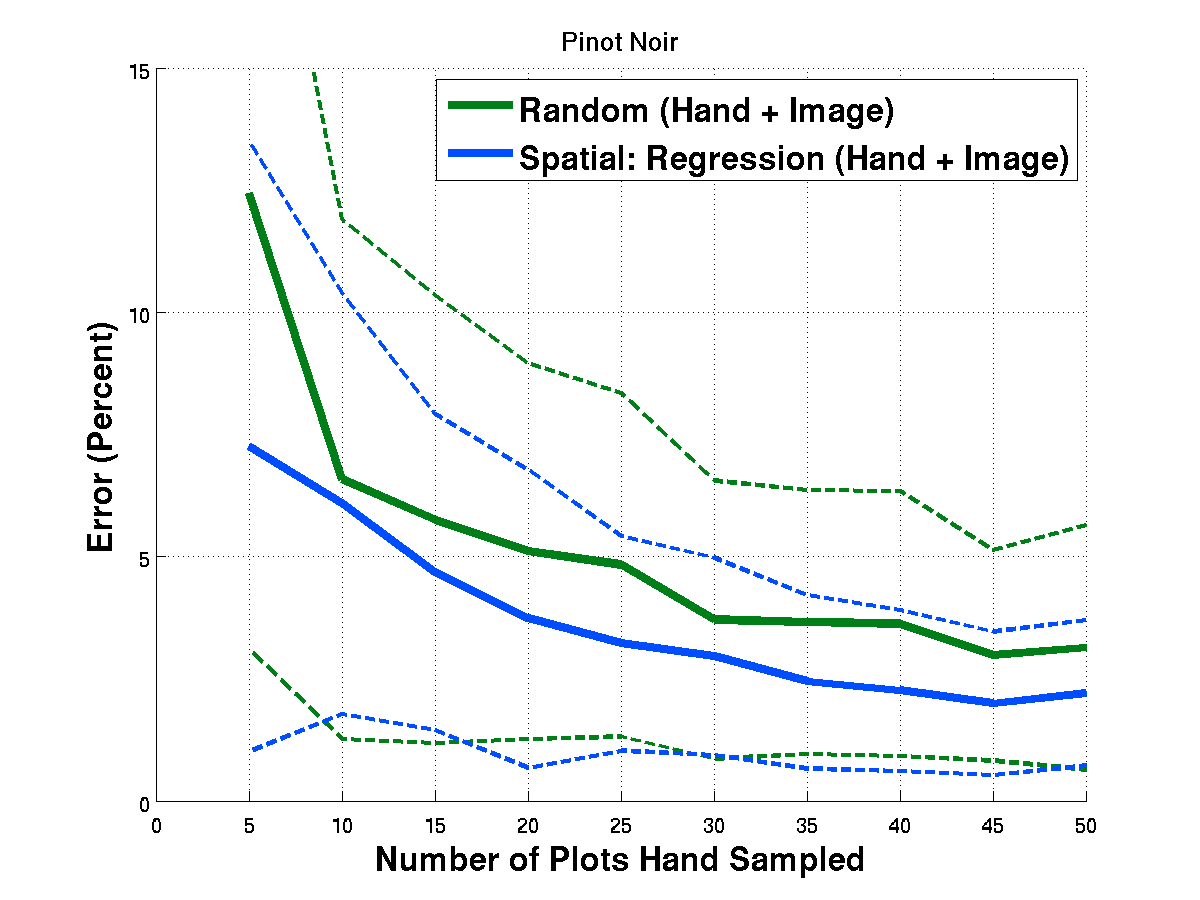 Pinot Noir
15
Random (Hand + Image)
Spatial: Regression (Hand + Image)
10
Error (Percent)
5
0
0 5 10 15 20 25 30 35 40 45 50
Number of Plots Hand Sampled